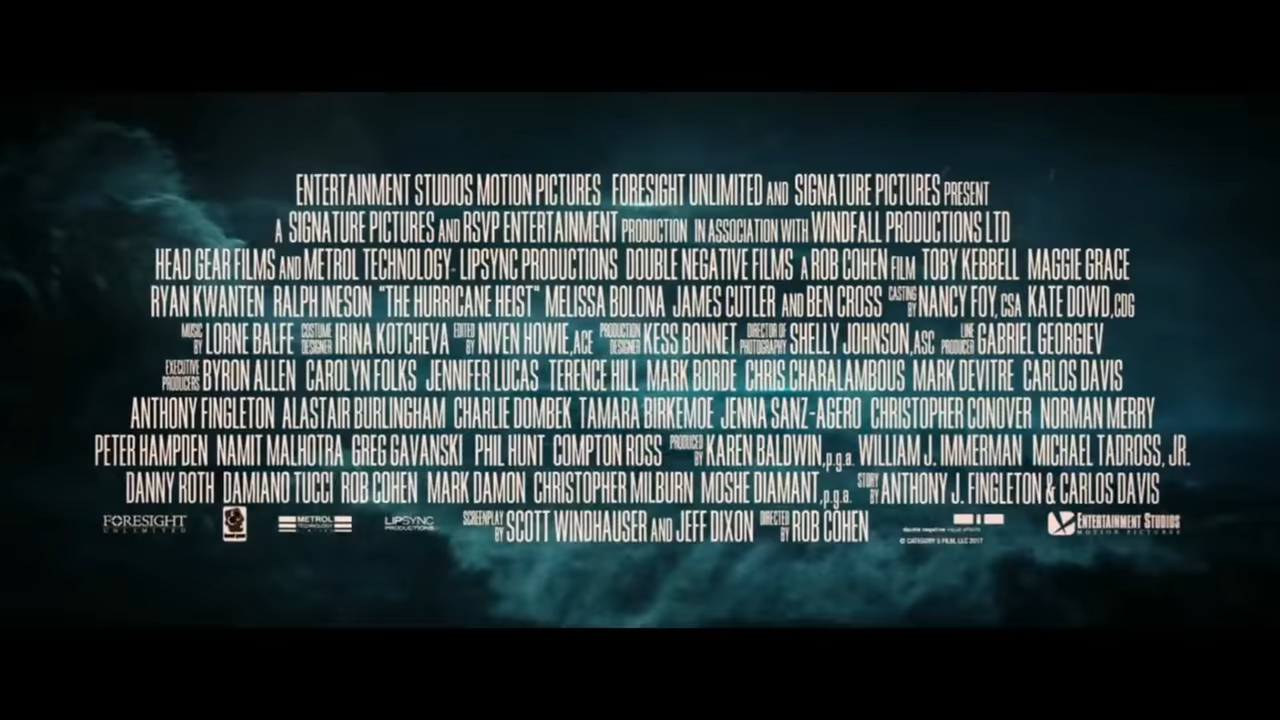 ENTERTAINMENT STUDIOS MOTION PICTURES FORESIGHT UNLIMITED AND SIGNATURE PICTURES PRESENT
A SIGNATURE PICTURES AND RSVP ENTERTAINMENT PRODUCTION IN ASSOCIATION WITH WINDFALL PRODUCTIONS LTD
HEAD GEAR FILMS AND METROL TECHNOLOGY LIPSYNC PRODUCTIONS DOUBLE NEGATIVE FILMS A ROB COHEN FILM TOBY KEBBELL MAGGIE GRACE
RYAN KWANTEN RALPH INESON "THE HURRICANE HEIST" MELISSA BOLONA JAMES CUTLER AND BEN CROSS CASTING BY NANCY FOY, CSA KATE DOWD, CDG
MUSIC BY LORNE BALFE COSTUME DESIGNER IRINA KOTCHEVA EDITED BY NIVEN HOWIE, ACE PRODUCTION DESIGNER KESS BONNET DIRECTOR OF PHOTOGRAPHY SHELLY JOHNSON, ASC LINE PRODUCER GABRIEL GEORGIEV
EXECUTIVE PRODUCERS BYRON ALLEN CAROLYN FOLKS JENNIFER LUCAS TERENCE HILL MARK BORDE CHRIS CHARALAMBOUS MARK DEVITRE CARLOS DAVIS
ANTHONY FINGLETON ALASTAIR BURLINGHAM CHARLIE DOMBEK TAMARA BIRKEMOE JENNA SANZ-AGERO CHRISTOPHER CONOVER NORMAN MERRY
PETER HAMPDEN NAMIT MALHOTRA GREG GAVANSKI PHIL HUNT COMPTON ROSS PRODUCED BY KAREN BALDWIN, p.g.a. WILLIAM J. IMMERMAN MICHAEL TADROSS, JR.
DANNY ROTH DAMIANO TUCCI ROB COHEN MARK DAMON CHRISTOPHER MILBURN MOSHE DIAMANT, p.g.a. STORY BY ANTHONY J. FINGLETON & CARLOS DAVIS
SCREENPLAY BY SCOTT WINDHAUSER AND JEFF DIXON DIRECTED BY ROB COHEN
FORESIGHT UNLIMITED
METROL TECHNOLOGY
LIPSYNC PRODUCTIONS
double negative visual effects
© CATEGORY 5 FILM, LLC 2017
ENTERTAINMENT STUDIOS MOTION PICTURES